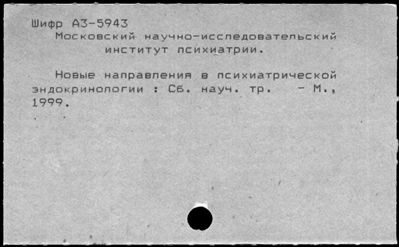 Шифр А3-5943
Московский научно-исследовательский
институт психиатрии.
Новые направления в психиатрической
эндокринологии : Сб. науч. тр. - М.,
1999.